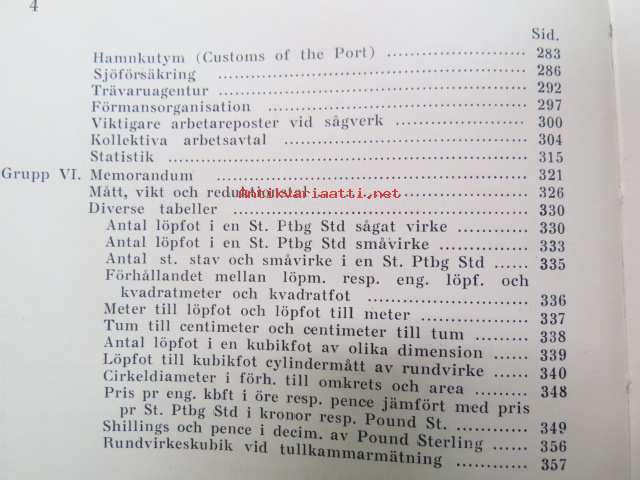 4
Sid.
Hamnkutym (Customs of the Port) ........................ 283
Sjöförsäkring ........................ 286
Trävaruagentur ........................ 292
Förmansorganisation ........................ 297
Viktigare arbetareposter vid sågverk ........................ 300
Kollektiva arbetsavtal ........................ 304
Statistik ........................ 315
Grupp VI. Memorandum ........................ 321
Mått, vikt och ........................ 326
Antikvariaatti.net
Diverse tabeller ........................ 330
Antal löpfot i en St. Ptbg Std sågat virke ............ 330
Antal löpfot i en St. Ptbg Std småvirke ............ 333
Antal st. stav och småvirke i en St. Ptbg Std ...... 335
Förhållandet mellan löpm. resp. eng. löpf. och
kvadratmeter och kvadratfot ........................ 336
Meter till löpfot och löpfot till meter ............ 337
Tum till centimeter och centimeter till tum ......... 338
Antal löpfot i en kubikfot av olika dimension ...... 339
Löpfot till kubikfot cylindermått av rundvirke ...... 340
Cirkeldiameter i förh. till omkrets och area ......... 348
Pris pr eng. kbft i öre resp. pence jämfört med pris
pr St. Ptbg Std i kronor resp. Pound St. ............ 349
Shillings och pence i decim. av Pound Sterling ...... 356
Rundvirkeskubik vid tullkammarmätning ............ 357